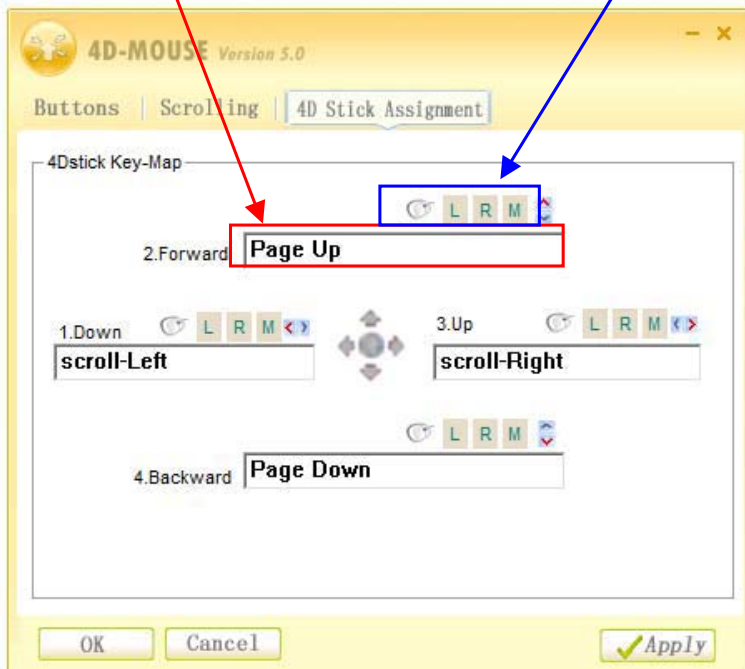 4D-MOUSE Version 5.0
Buttons | Scrolling | 4D Stick Assignment
4Dstick Key-Map
L R M
2.Forward Page Up
1.Down L R M
scroll-Left
3.Up L R M
scroll-Right
L R M
4.Backward Page Down
OK Cancel Apply